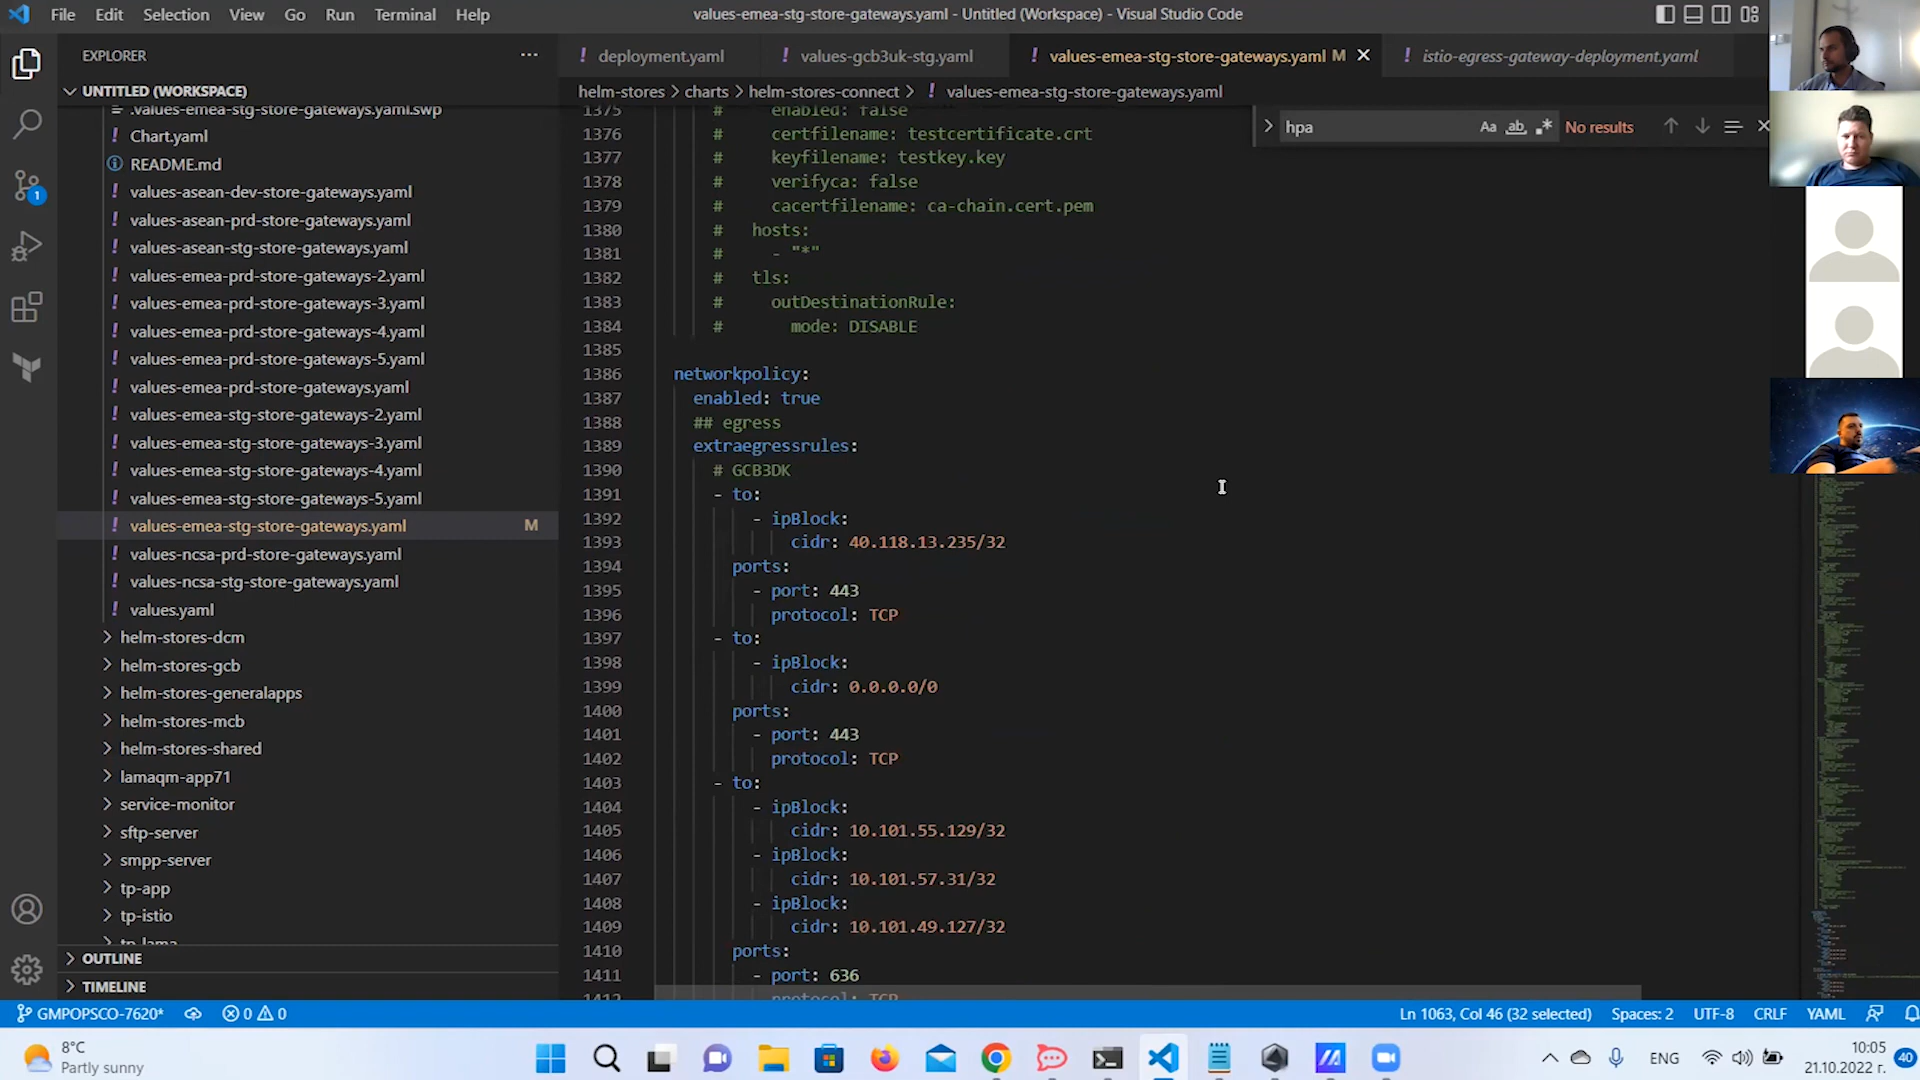 File Edit Selection View Go Run Terminal Help
values-emea-stg-store-gateways.yaml - Untitled (Workspace) - Visual Studio Code
EXPLORER
UNTITLED (WORKSPACE)
.values-emea-stg-store-gateways.yaml.swp
! Chart.yaml
README.md
! values-asean-dev-store-gateways.yaml
! values-asean-prd-store-gateways.yaml
! values-asean-stg-store-gateways.yaml
! values-emea-prd-store-gateways-2.yaml
! values-emea-prd-store-gateways-3.yaml
! values-emea-prd-store-gateways-4.yaml
! values-emea-prd-store-gateways-5.yaml
! values-emea-prd-store-gateways.yaml
! values-emea-stg-store-gateways-2.yaml
! values-emea-stg-store-gateways-3.yaml
! values-emea-stg-store-gateways-4.yaml
! values-emea-stg-store-gateways-5.yaml
! values-emea-stg-store-gateways.yaml M
! values-ncsa-prd-store-gateways.yaml
! values-ncsa-stg-store-gateways.yaml
! values.yaml
helm-stores-dcm
helm-stores-gcb
helm-stores-generalapps
helm-stores-mcb
helm-stores-shared
lamaqm-app71
service-monitor
sftp-server
smpp-server
tp-app
tp-istio
tp-lama
OUTLINE
TIMELINE
1
! deployment.yaml ! values-gcb3uk-stg.yaml ! values-emea-stg-store-gateways.yaml M ! istio-egress-gateway-deployment.yaml
helm-stores > charts > helm-stores-connect > ! values-emea-stg-store-gateways.yaml
> hpa Aa ab .* No results
1375 # enabled: false
1376 # certfilename: testcertificate.crt
1377 # keyfilename: testkey.key
1378 # verifyca: false
1379 # cacertfilename: ca-chain.cert.pem
1380 # hosts:
1381 # - "*"
1382 # tls:
1383 # outDestinationRule:
1384 # mode: DISABLE
1385
1386 networkpolicy:
1387 enabled: true
1388 ## egress
1389 extraegressrules:
1390 # GCB3DK
1391 - to:
1392 - ipBlock:
1393 cidr: 40.118.13.235/32
1394 ports:
1395 - port: 443
1396 protocol: TCP
1397 - to:
1398 - ipBlock:
1399 cidr: 0.0.0.0/0
1400 ports:
1401 - port: 443
1402 protocol: TCP
1403 - to:
1404 - ipBlock:
1405 cidr: 10.101.55.129/32
1406 - ipBlock:
1407 cidr: 10.101.57.31/32
1408 - ipBlock:
1409 cidr: 10.101.49.127/32
1410 ports:
1411 - port: 636
1412 protocol: TCP
GMPOPSCO-7620* 0 0 Ln 1063, Col 46 (32 selected) Spaces: 2 UTF-8 CRLF YAML
8°C
Partly sunny
ENG
10:05
21.10.2022 г.
40